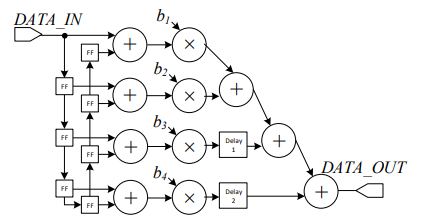 DATA_IN
b1
FF
+
×
b2
FF
FF
+
×
+
b3
FF
FF
+
×
Delay
1
+
b4
DATA_OUT
FF
FF
+
×
Delay
2
+